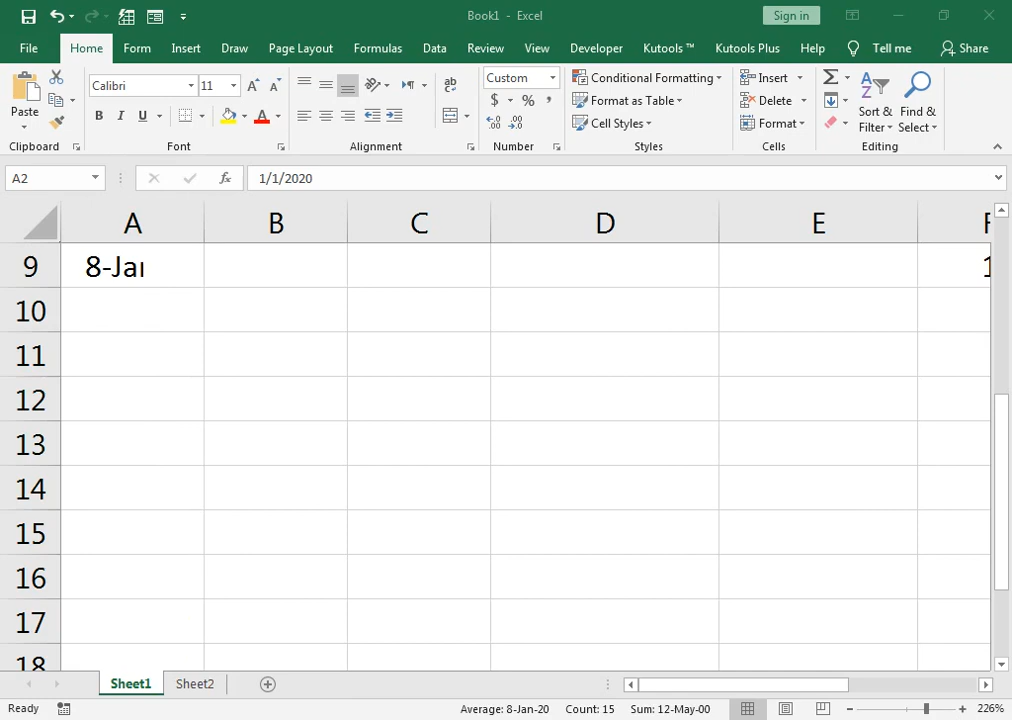 Book1 - Excel
Sign in
File Home Form Insert Draw Page Layout Formulas Data Review View Developer Kutools ™ Kutools Plus Help Tell me Share
Calibri 11 Custom Conditional Formatting Insert Σ
Paste B I U A $ % , Format as Table Delete Sort & Filter Find & Select
Cell Styles Format
Clipboard Font Alignment Number Styles Cells Editing
A2 fx 1/1/2020
A B C D E
9 8-Jan
10
11
12
13
14
15
16
17
18
Sheet1 Sheet2
Ready Average: 8-Jan-20 Count: 15 Sum: 12-May-00 226%